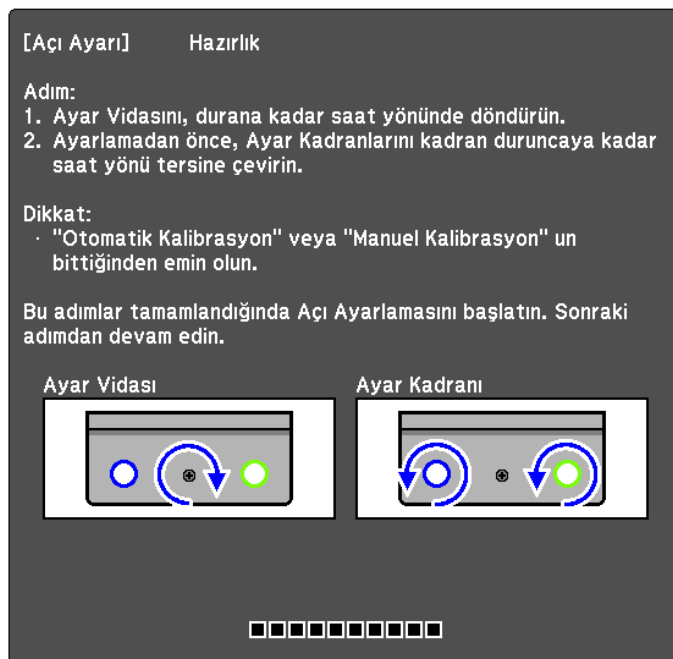 [Açı Ayarı] Hazırlık
Adım:
1. Ayar Vidasını, durana kadar saat yönünde döndürün.
2. Ayarlamadan önce, Ayar Kadranlarını kadran duruncaya kadar
saat yönü tersine çevirin.
Dikkat:
· "Otomatik Kalibrasyon" veya "Manuel Kalibrasyon" un
bittiğinden emin olun.
Bu adımlar tamamlandığında Açı Ayarlamasını başlatın. Sonraki
adımdan devam edin.
Ayar Vidası
Ayar Kadranı